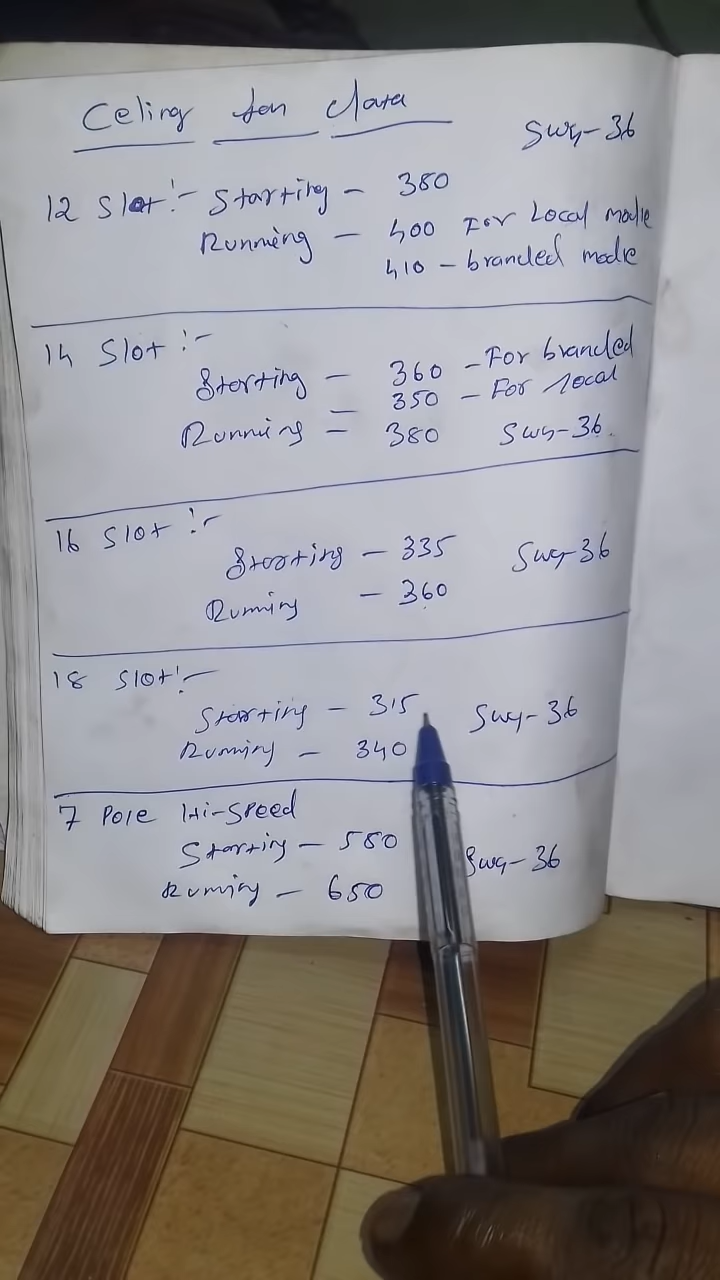 Celing fan data
SWG-36
12 Slot:- Starting - 380
Running - 400 For Local made
410 - branded made
14 Slot:-
Starting - 360 - For branded
350 - For local
Running = 380 SWG-36.
16 Slot:-
Starting - 335 SWG-36
Running - 360
18 Slot:-
Starting - 315 SWG-36
Running - 340
7 Pole Hi-Speed
Starting - 580 SWG-36
Running - 650